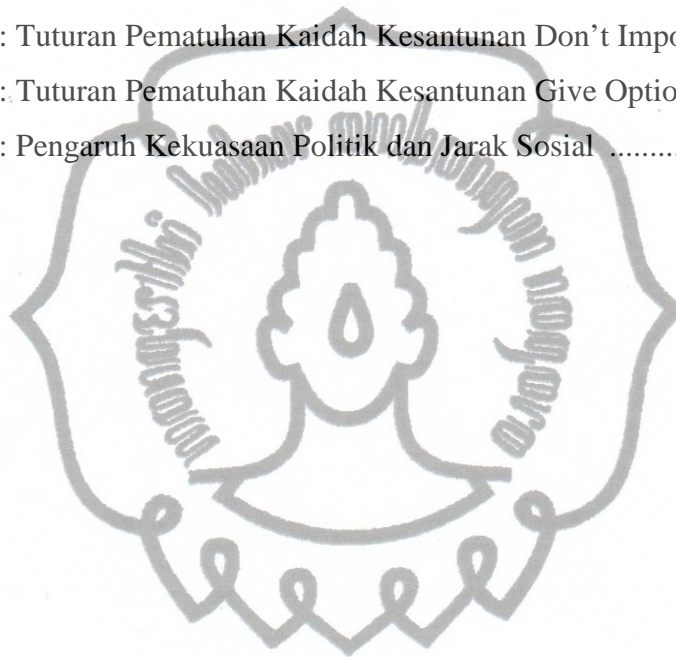 : Tuturan Pematuhan Kaidah Kesantunan Don’t Impo
: Tuturan Pematuhan Kaidah Kesantunan Give Optio
: Pengaruh Kekuasaan Politik dan Jarak Sosial .........